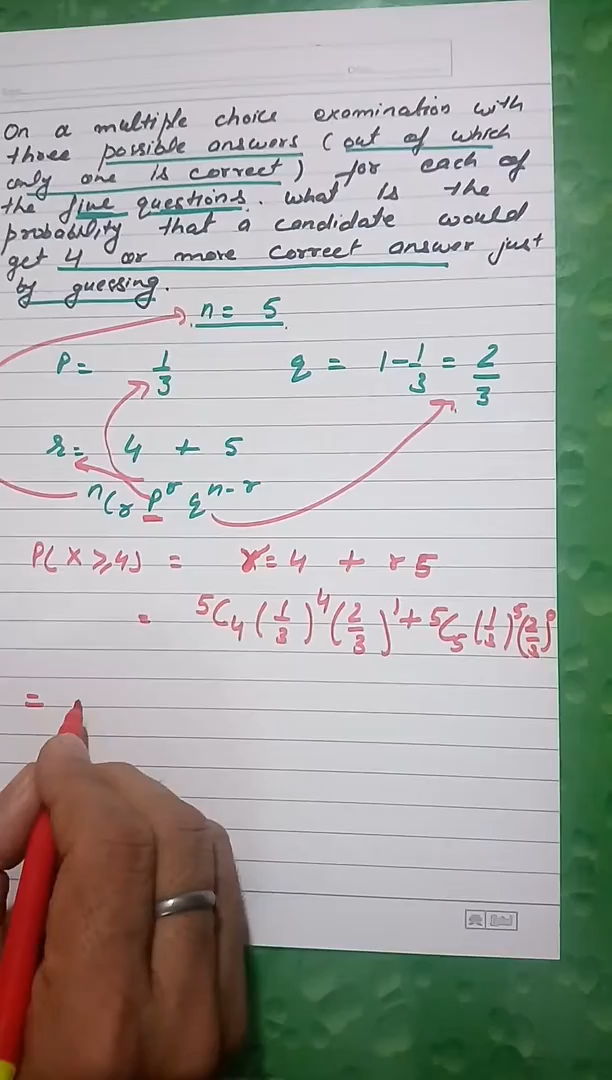 On a multiple choice examination with
three possible answers (out of which
only one is correct) for each of
the five questions. what is the
probability that a candidate would
get 4 or more correct answer just
by guessing.
n = 5
P = 1/3 q = 1-1/3 = 2/3
r = 4 + 5
ⁿCᵣ pʳ qⁿ⁻ʳ
P(X ≥ 4) = r=4 + r5
= ⁵C₄ (1/3)⁴ (2/3)¹ + ⁵C₅ (1/3)⁵ (2/3)⁰
=